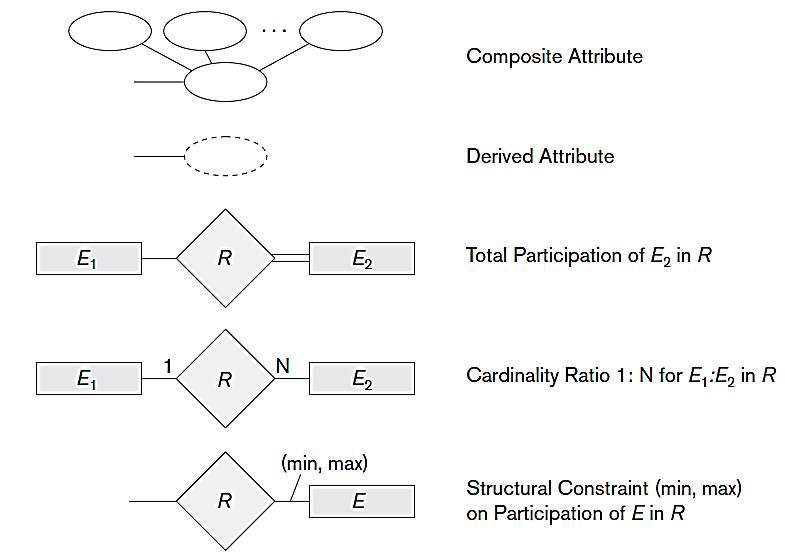 . . .
Composite Attribute
Derived Attribute
E₁ R E₂ Total Participation of E₂ in R
E₁ 1 R N E₂ Cardinality Ratio 1: N for E₁:E₂ in R
(min, max)
R E Structural Constraint (min, max)
on Participation of E in R